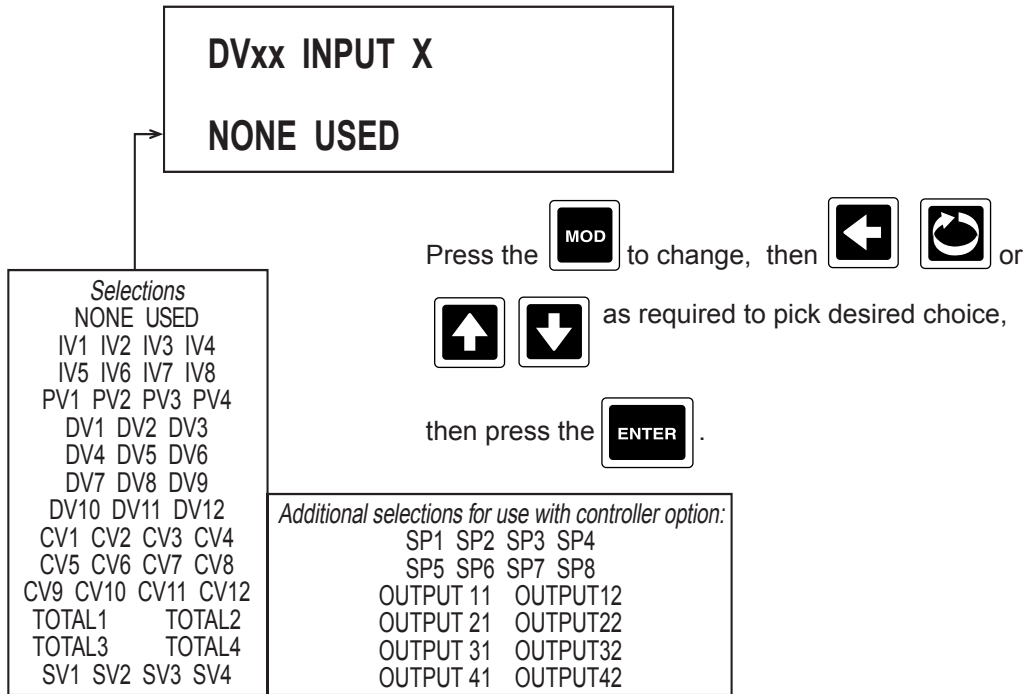 DVxx INPUT X
NONE USED
Press the MOD to change, then or
as required to pick desired choice,
then press the ENTER .
Selections
NONE USED
IV1 IV2 IV3 IV4
IV5 IV6 IV7 IV8
PV1 PV2 PV3 PV4
DV1 DV2 DV3
DV4 DV5 DV6
DV7 DV8 DV9
DV10 DV11 DV12
CV1 CV2 CV3 CV4
CV5 CV6 CV7 CV8
CV9 CV10 CV11 CV12
TOTAL1 TOTAL2
TOTAL3 TOTAL4
SV1 SV2 SV3 SV4
Additional selections for use with controller option:
SP1 SP2 SP3 SP4
SP5 SP6 SP7 SP8
OUTPUT 11 OUTPUT12
OUTPUT 21 OUTPUT22
OUTPUT 31 OUTPUT32
OUTPUT 41 OUTPUT42